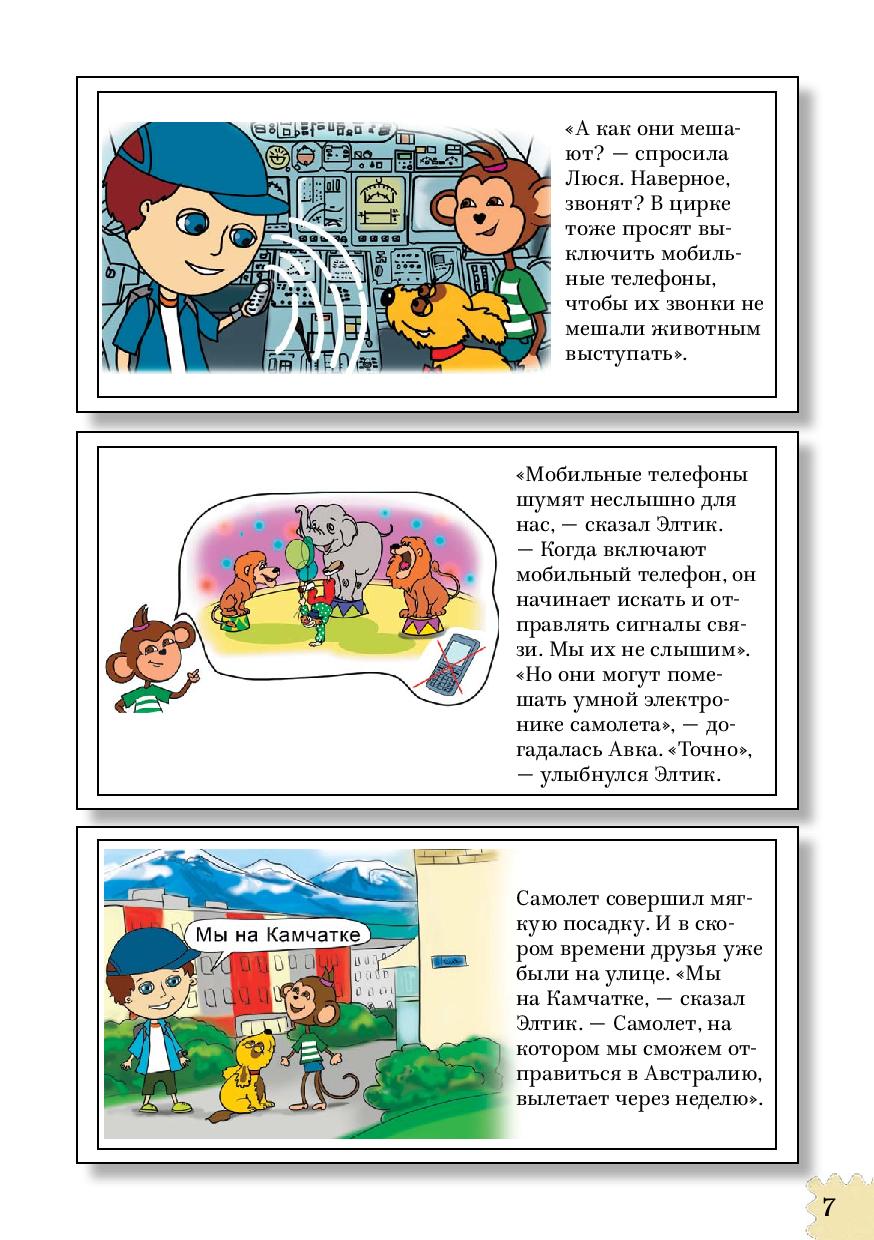 «А как они меша-
ют? — спросила
Люся. Наверное,
звонят? В цирке
тоже просят вы-
ключить мобиль-
ные телефоны,
чтобы их звонки не
мешали животным
выступать».
«Мобильные телефоны
шумят неслышно для
нас, — сказал Элтик.
— Когда включают
мобильный телефон, он
начинает искать и от-
правлять сигналы свя-
зи. Мы их не слышим».
«Но они могут поме-
шать умной электро-
нике самолета», — до-
гадалась Авка. «Точно»,
— улыбнулся Элтик.
Мы на Камчатке
Самолет совершил мяг-
кую посадку. И в ско-
ром времени друзья уже
были на улице. «Мы
на Камчатке, — сказал
Элтик. — Самолет, на
котором мы сможем от-
правиться в Австралию,
вылетает через неделю».
7